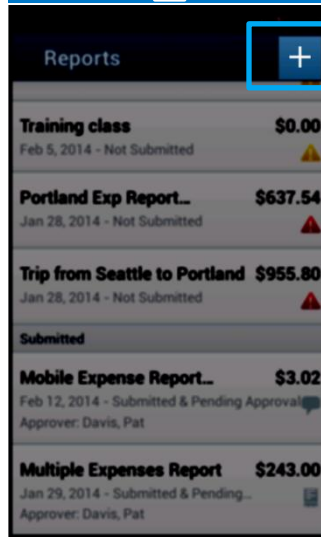 Reports
+
Training class $0.00
Feb 5, 2014 - Not Submitted
Portland Exp Report... $637.54
Jan 28, 2014 - Not Submitted
Trip from Seattle to Portland $955.80
Jan 28, 2014 - Not Submitted
Submitted
Mobile Expense Report... $3.02
Feb 12, 2014 - Submitted & Pending Approval
Approver: Davis, Pat
Multiple Expenses Report $243.00
Jan 29, 2014 - Submitted & Pending...
Approver: Davis, Pat